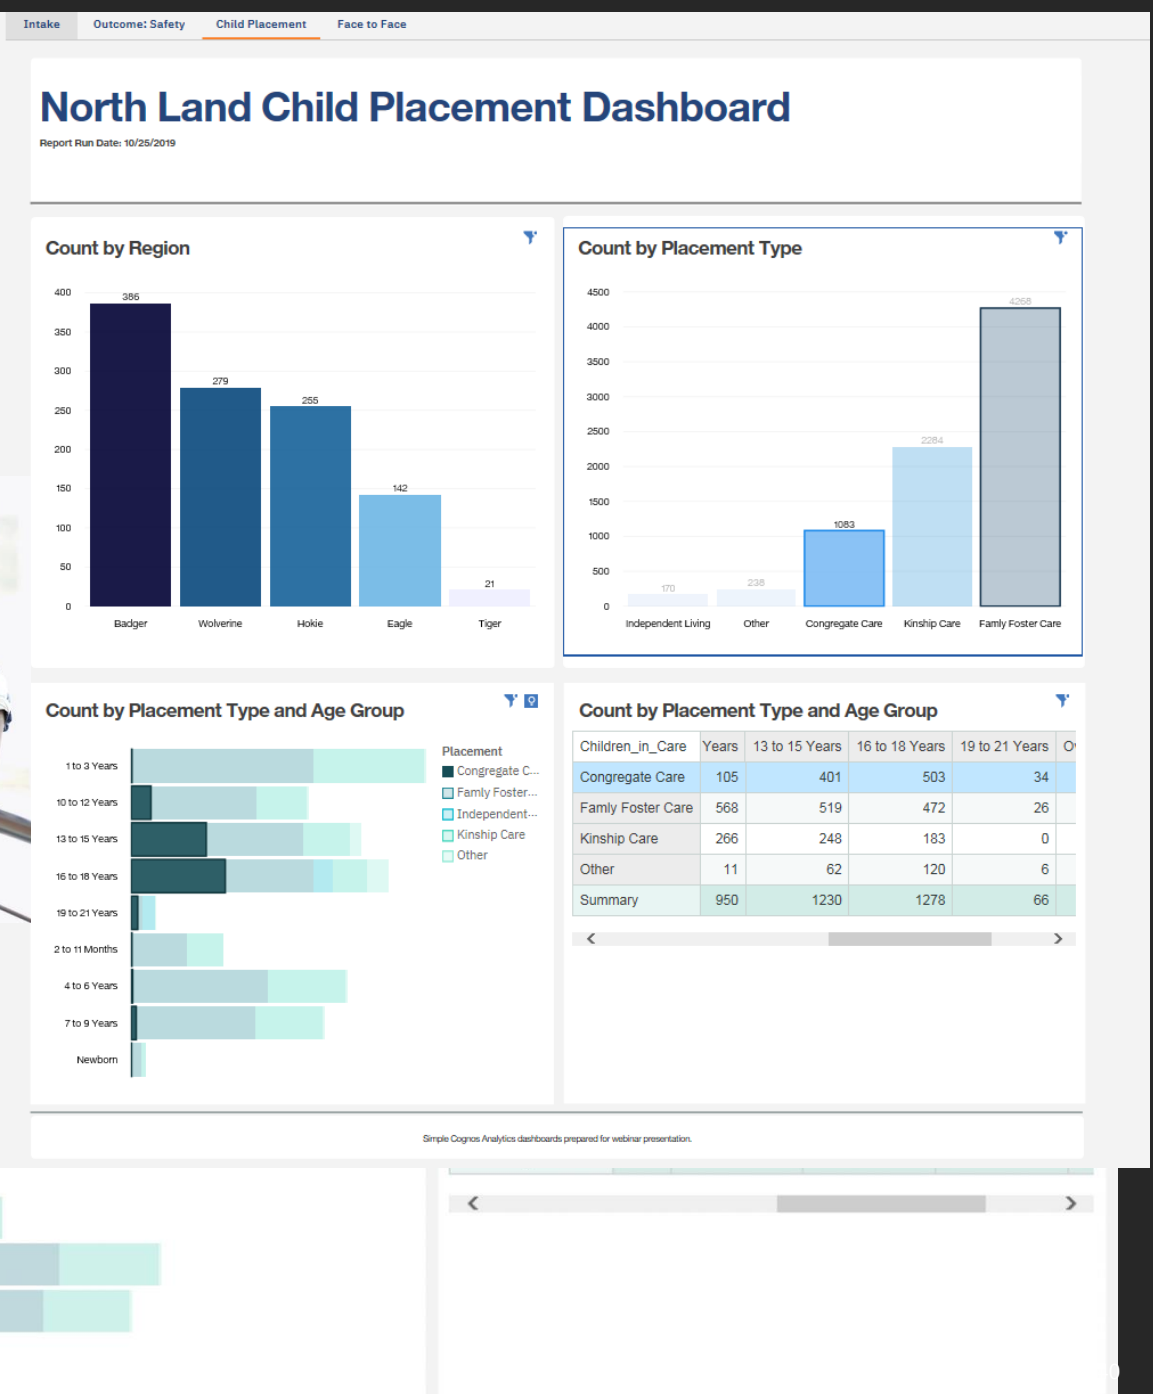 Intake Outcome: Safety Child Placement Face to Face
North Land Child Placement Dashboard
Report Run Date: 10/25/2019
Count by Region
400
350
300
250
200
150
100
50
0
386
279
255
142
21
Badger Wolverine Hokie Eagle Tiger
Count by Placement Type
4500
4000
3500
3000
2500
2000
1500
1000
500
0
170
238
1083
2284
4268
Independent Living Other Congregate Care Kinship Care Famly Foster Care
Count by Placement Type and Age Group
1 to 3 Years
10 to 12 Years
13 to 15 Years
16 to 18 Years
19 to 21 Years
2 to 11 Months
4 to 6 Years
7 to 9 Years
Newborn
Placement
Congregate C...
Famly Foster...
Independent...
Kinship Care
Other
Count by Placement Type and Age Group
Children_in_Care Years 13 to 15 Years 16 to 18 Years 19 to 21 Years
Congregate Care 105 401 503 34
Famly Foster Care 568 519 472 26
Kinship Care 266 248 183 0
Other 11 62 120 6
Summary 950 1230 1278 66
Simple Cognos Analytics dashboards prepared for webinar presentation.